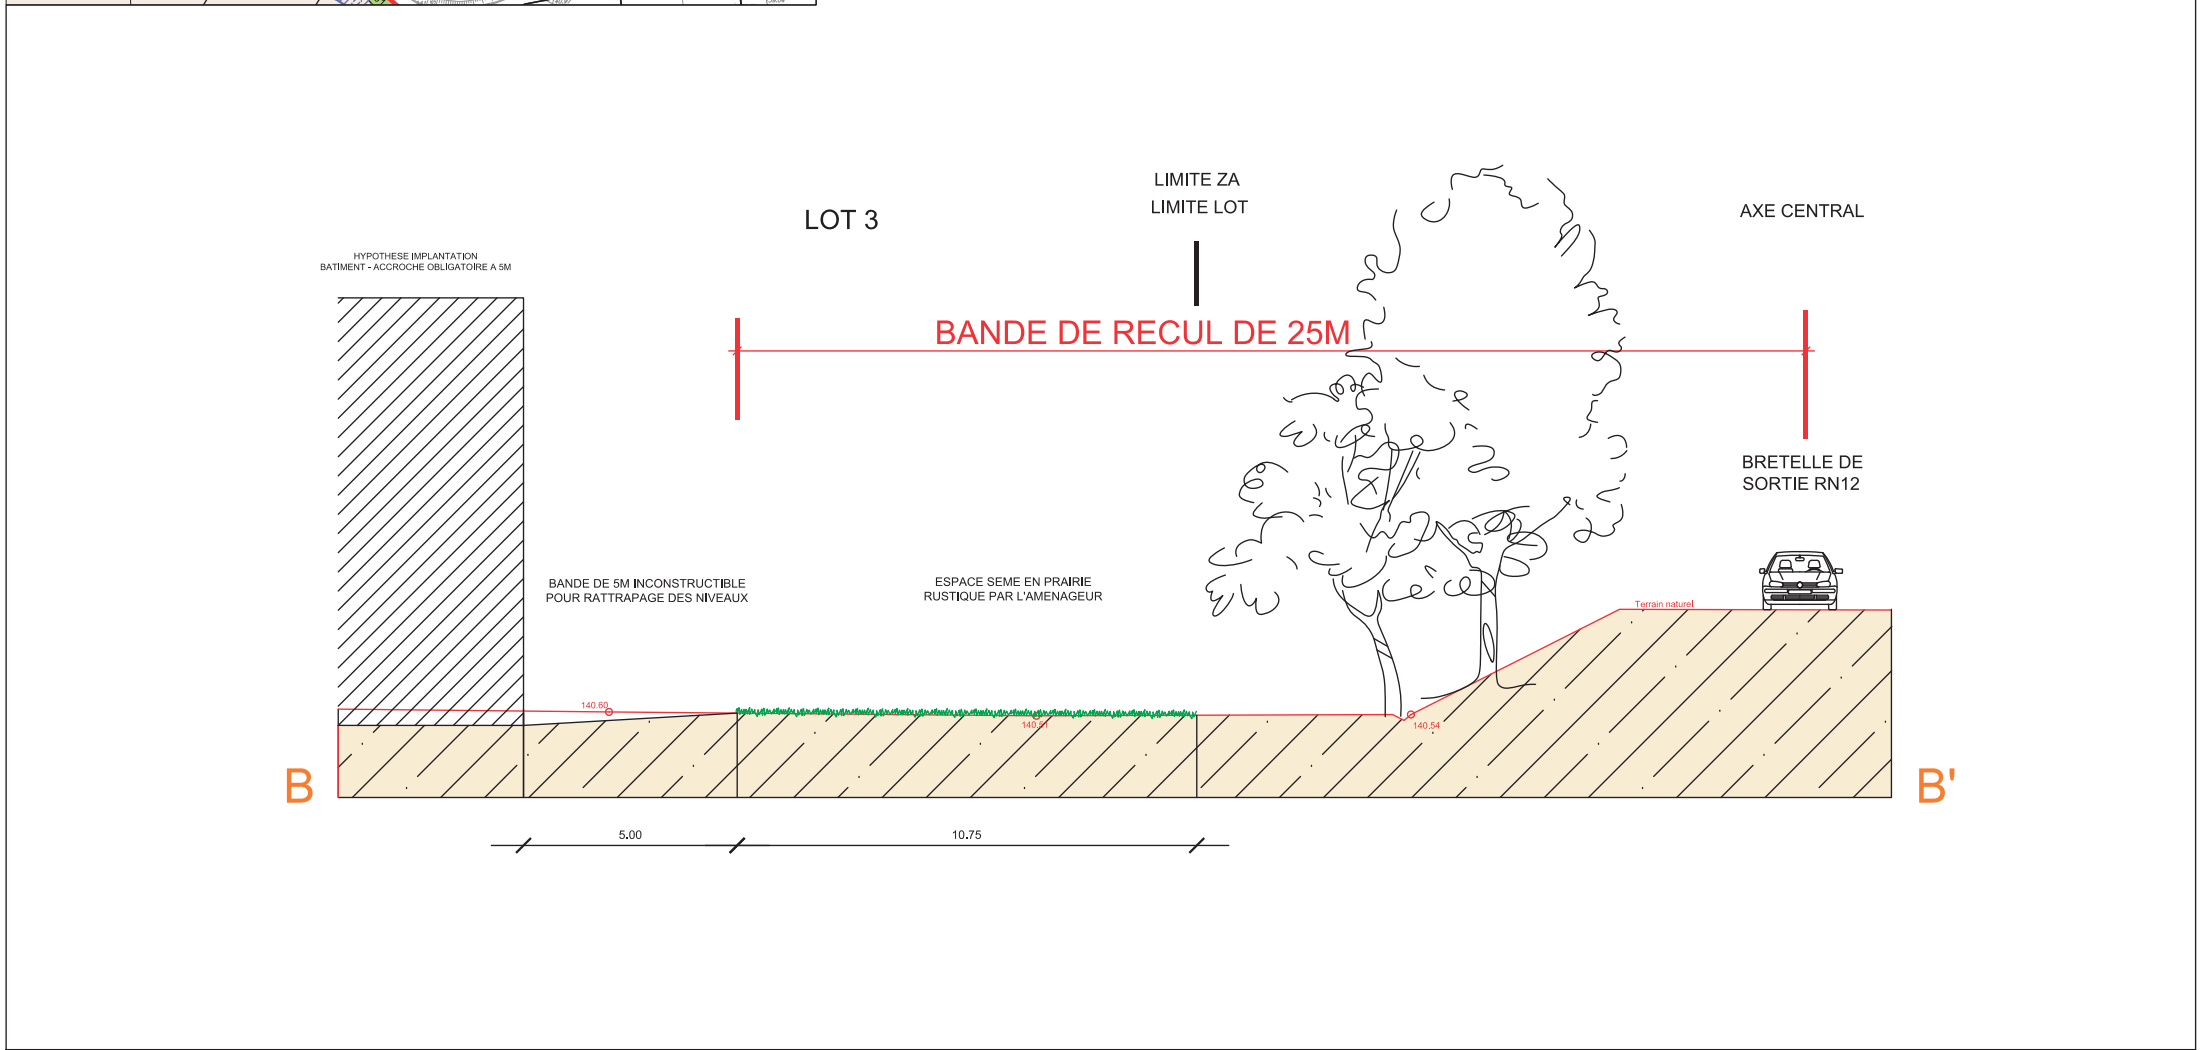 LIMITE ZA
LIMITE LOT
LOT 3
AXE CENTRAL
HYPOTHESE IMPLANTATION
BATIMENT - ACCROCHE OBLIGATOIRE A 5M
BANDE DE RECUL DE 25M
BRETELLE DE
SORTIE RN12
BANDE DE 5M INCONSTRUCTIBLE
POUR RATTRAPAGE DES NIVEAUX
ESPACE SEME EN PRAIRIE
RUSTIQUE PAR L'AMENAGEUR
Terrain naturel
140.60
140.51
140.54
B
B'
5.00
10.75